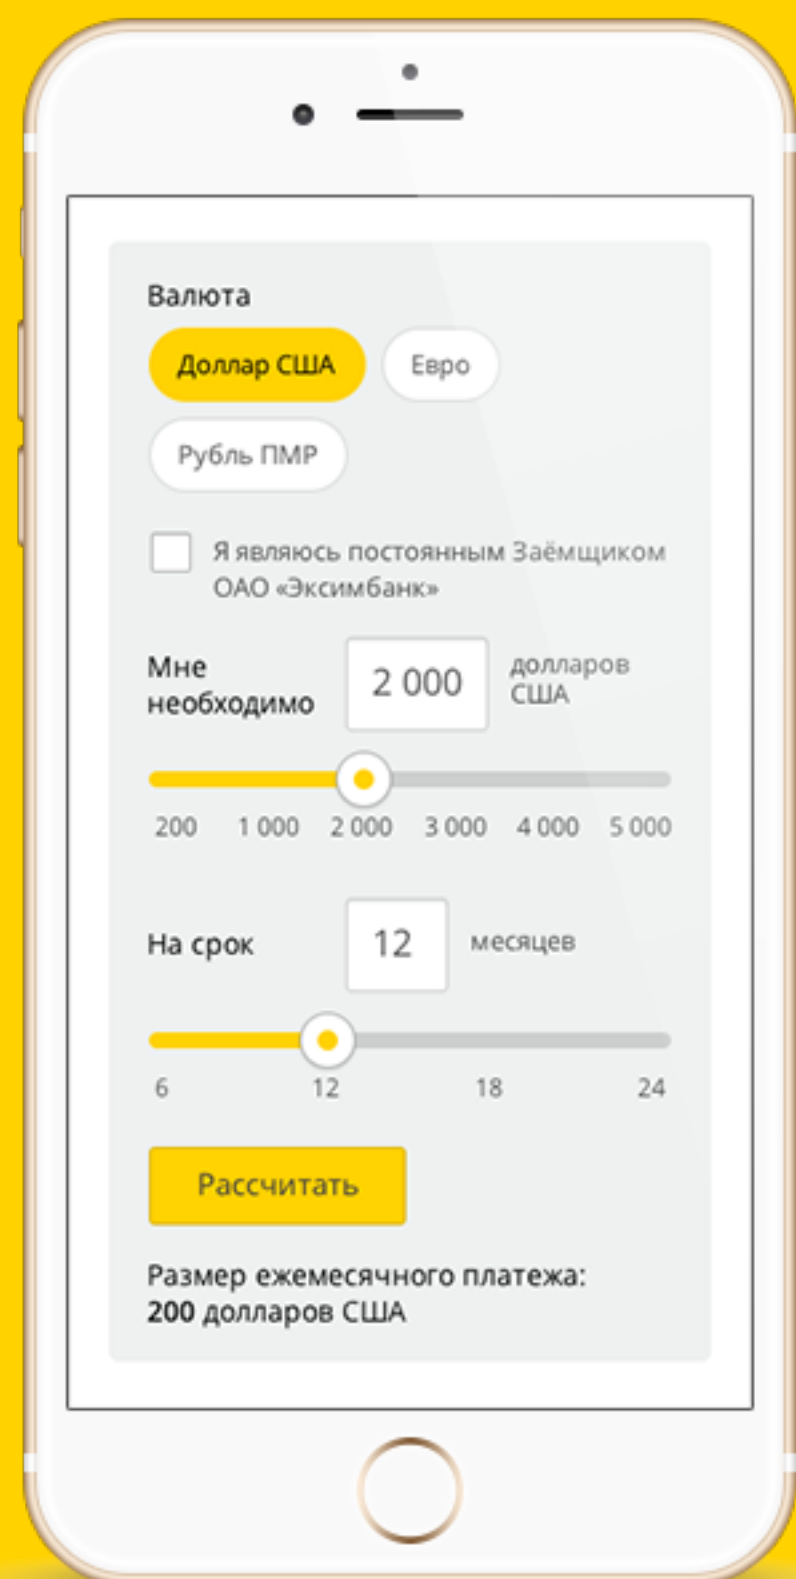 Валюта
Доллар США Евро
Рубль ПМР
Я являюсь постоянным Заёмщиком
ОАО «Эксимбанк»
Мне
необходимо
2 000
долларов
США
200 1 000 2 000 3 000 4 000 5 000
На срок 12 месяцев
6 12 18 24
Рассчитать
Размер ежемесячного платежа:
200 долларов США